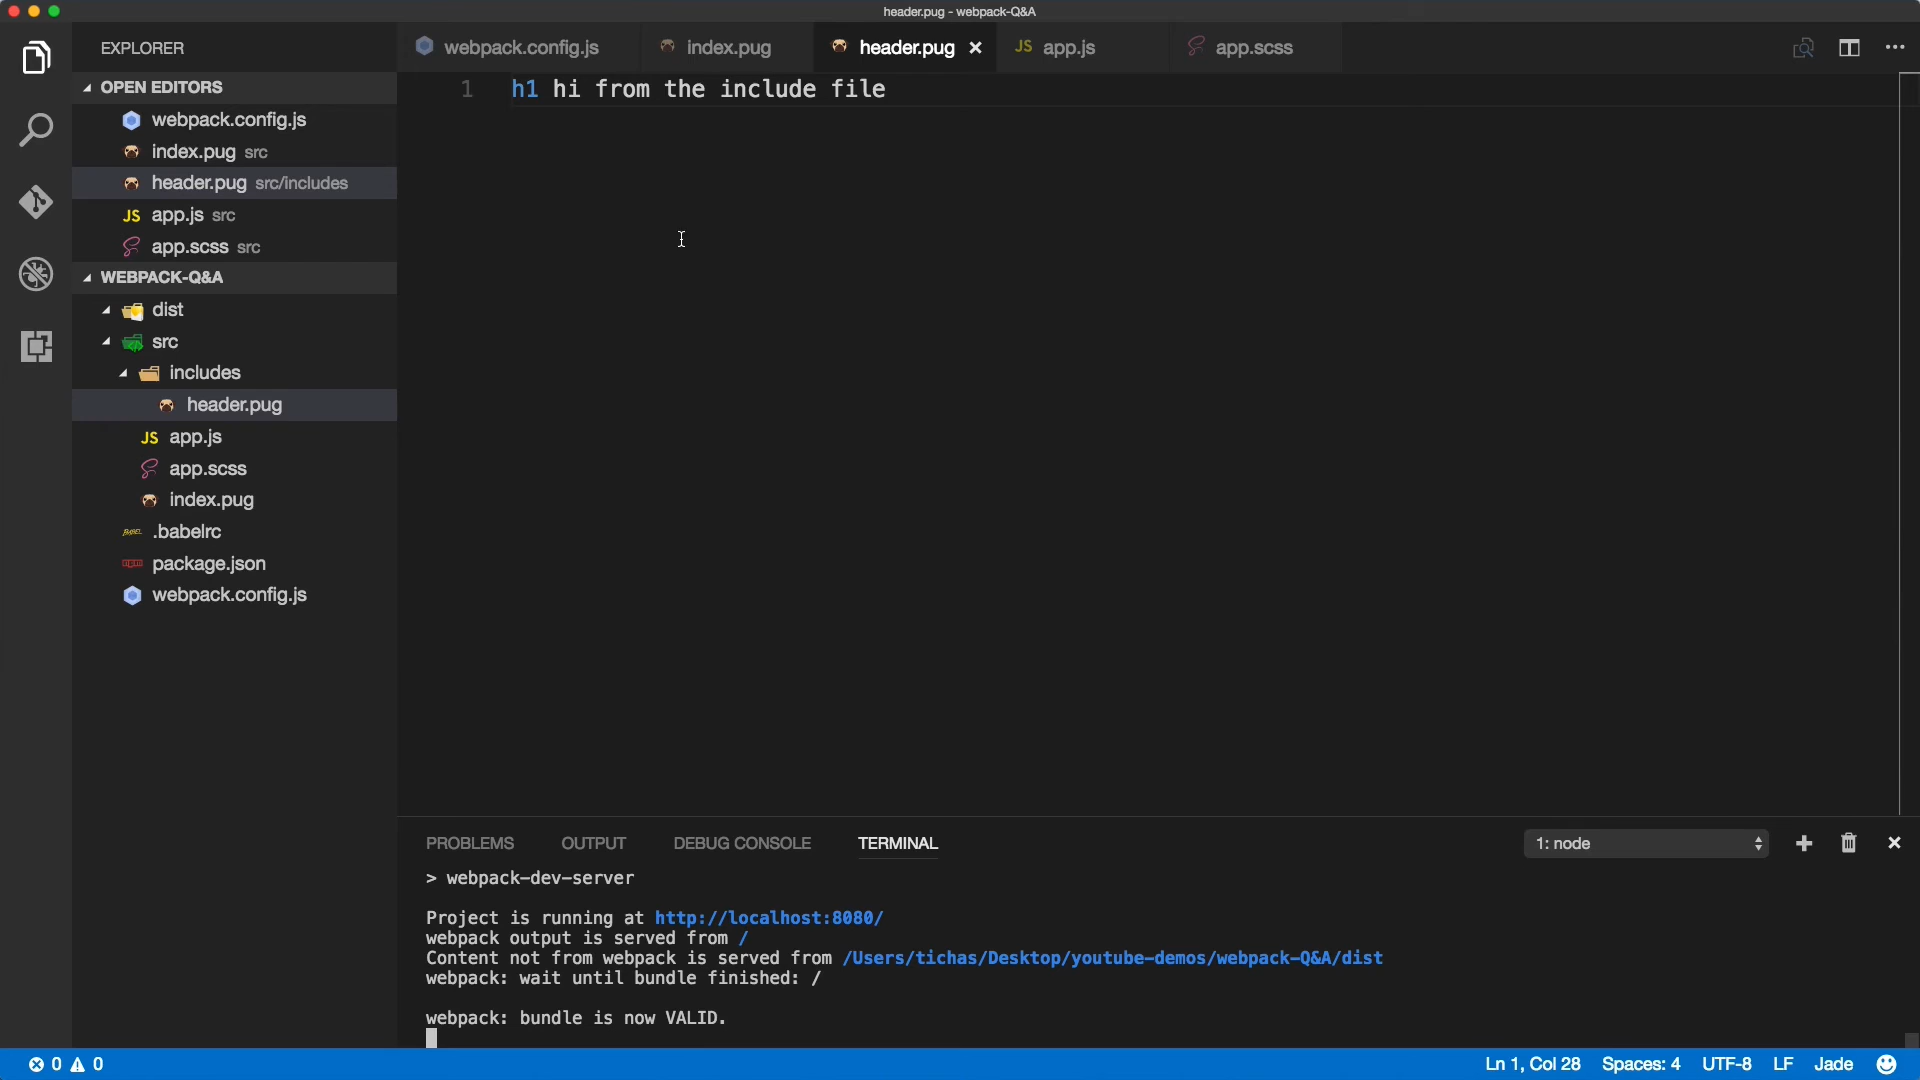 header.pug - webpack-Q&A
EXPLORER
webpack.config.js
index.pug
header.pug
JS app.js
app.scss
OPEN EDITORS
webpack.config.js
index.pug src
header.pug src/includes
JS app.js src
app.scss src
WEBPACK-Q&A
dist
src
includes
header.pug
JS app.js
app.scss
index.pug
.babelrc
package.json
webpack.config.js
1 h1 hi from the include file
PROBLEMS OUTPUT DEBUG CONSOLE TERMINAL 1: node
> webpack-dev-server
Project is running at http://localhost:8080/
webpack output is served from /
Content not from webpack is served from /Users/tichas/Desktop/youtube-demos/webpack-Q&A/dist
webpack: wait until bundle finished: /
webpack: bundle is now VALID.
0 0 Ln 1, Col 28 Spaces: 4 UTF-8 LF Jade